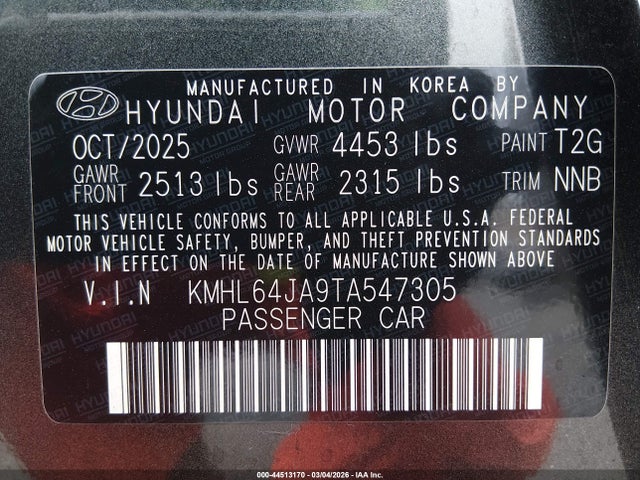 MANUFACTURED IN KOREA BY
HYUNDAI MOTOR COMPANY
OCT/2025 GVWR 4453 lbs PAINT T2G
GAWR FRONT 2513 lbs GAWR REAR 2315 lbs TRIM NNB
THIS VEHICLE CONFORMS TO ALL APPLICABLE U.S.A. FEDERAL
MOTOR VEHICLE SAFETY, BUMPER, AND THEFT PREVENTION STANDARDS
IN EFFECT ON THE DATE OF MANUFACTURE SHOWN ABOVE
V.I.N KMHL64JA9TA547305
PASSENGER CAR
000-44513170 — 03/04/2026 — IAA Inc.